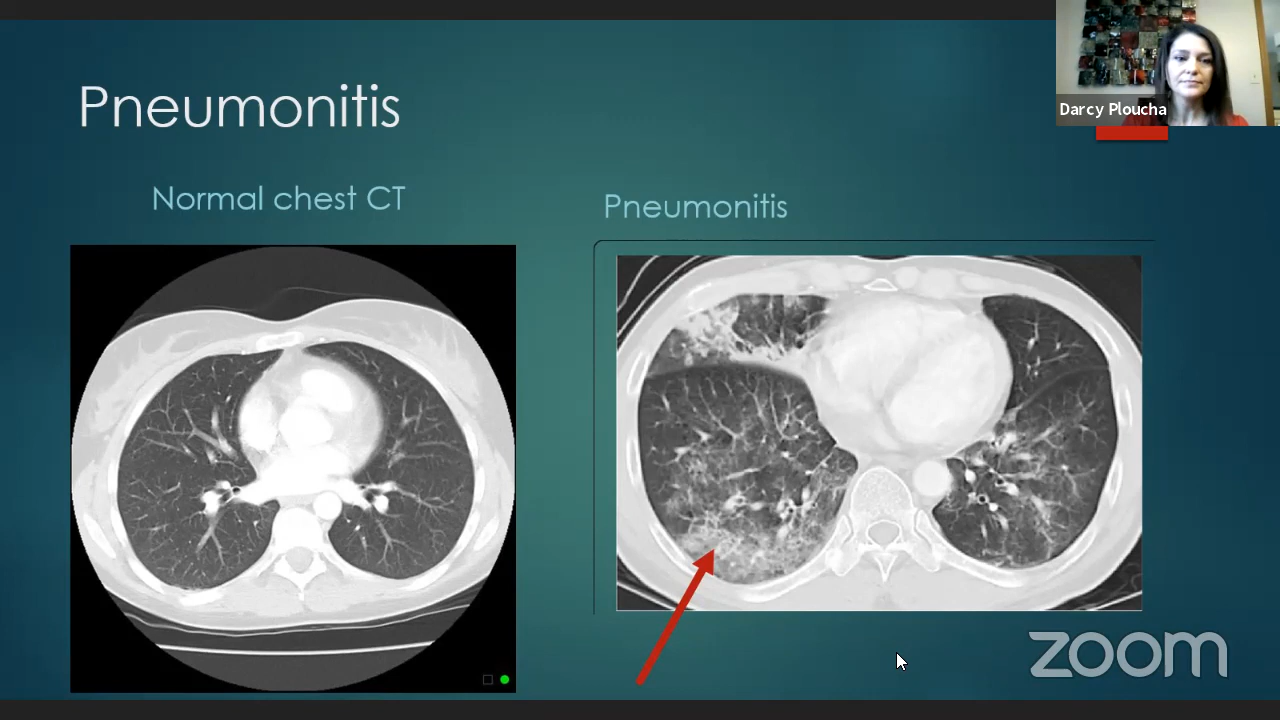 Pneumonitis
Darcy Ploucha
Normal chest CT
Pneumonitis
zoom